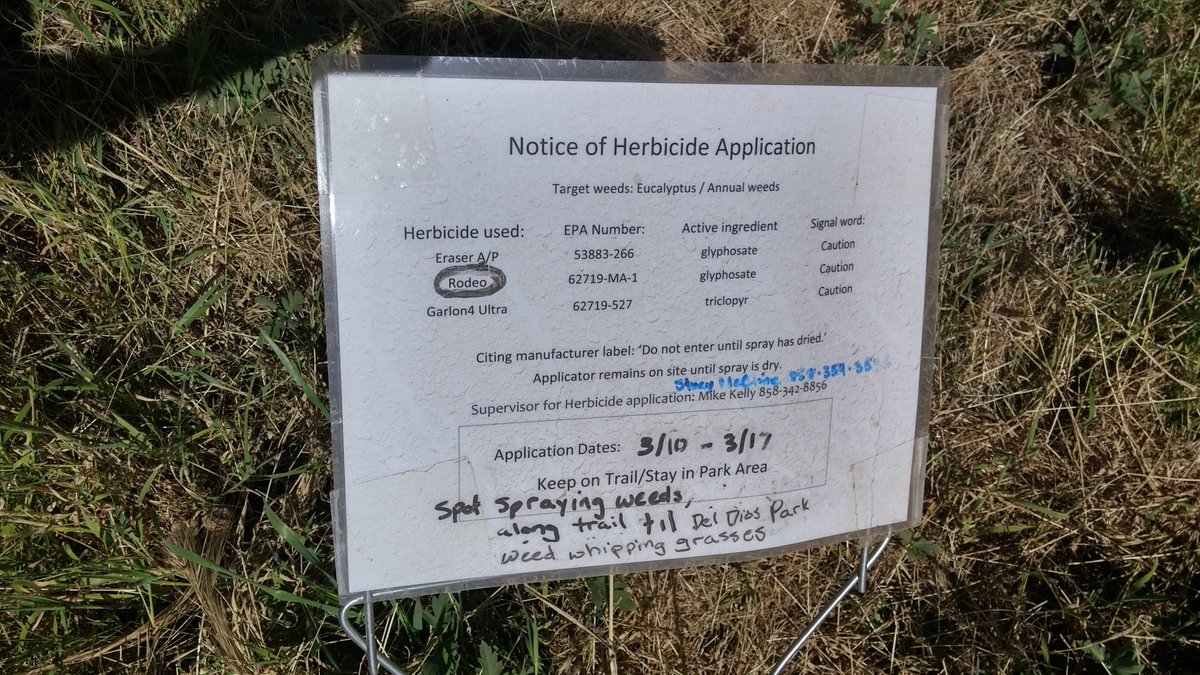 Notice of Herbicide Application
Target weeds: Eucalyptus / Annual weeds
Herbicide used: EPA Number: Active ingredient Signal word:
Eraser A/P 53883-266 glyphosate Caution
Rodeo 62719-MA-1 glyphosate Caution
Garlon4 Ultra 62719-527 triclopyr Caution
Citing manufacturer label: 'Do not enter until spray has dried.'
Applicator remains on site until spray is dry.
858-354-
Supervisor for Herbicide application: Mike Kelly 858-342-8856
Application Dates: 3/10 - 3/17
Keep on Trail/Stay in Park Area
Spot spraying weeds,
along trail til Del Dios Park
weed whipping grasses